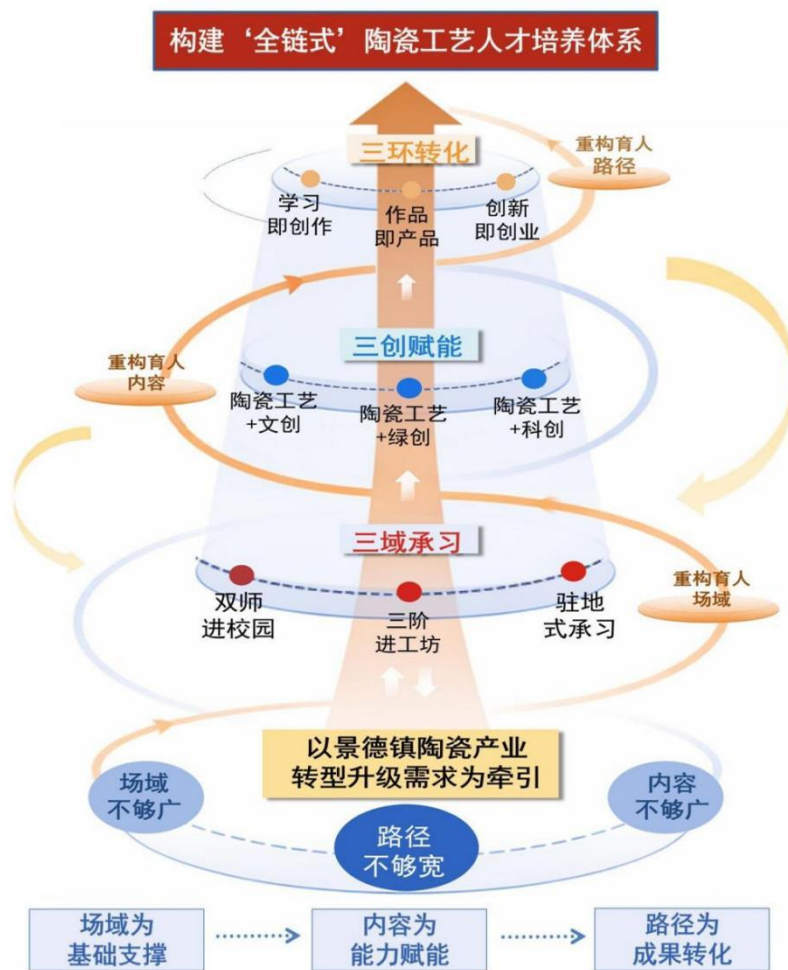 构建‘全链式’陶瓷工艺人才培养体系
三环转化
重构育人
路径
学习
即创作
作品
即产品
创新
即创业
三创赋能
重构育人
内容
陶瓷工艺
+文创
陶瓷工艺
+绿创
陶瓷工艺
+科创
三域承习
重构育人
场域
双师
进校园
三阶
进工坊
驻地
式承习
以景德镇陶瓷产业
转型升级需求为牵引
场域
不够广
路径
不够宽
内容
不够广
场域为
基础支撑
内容为
能力赋能
路径为
成果转化